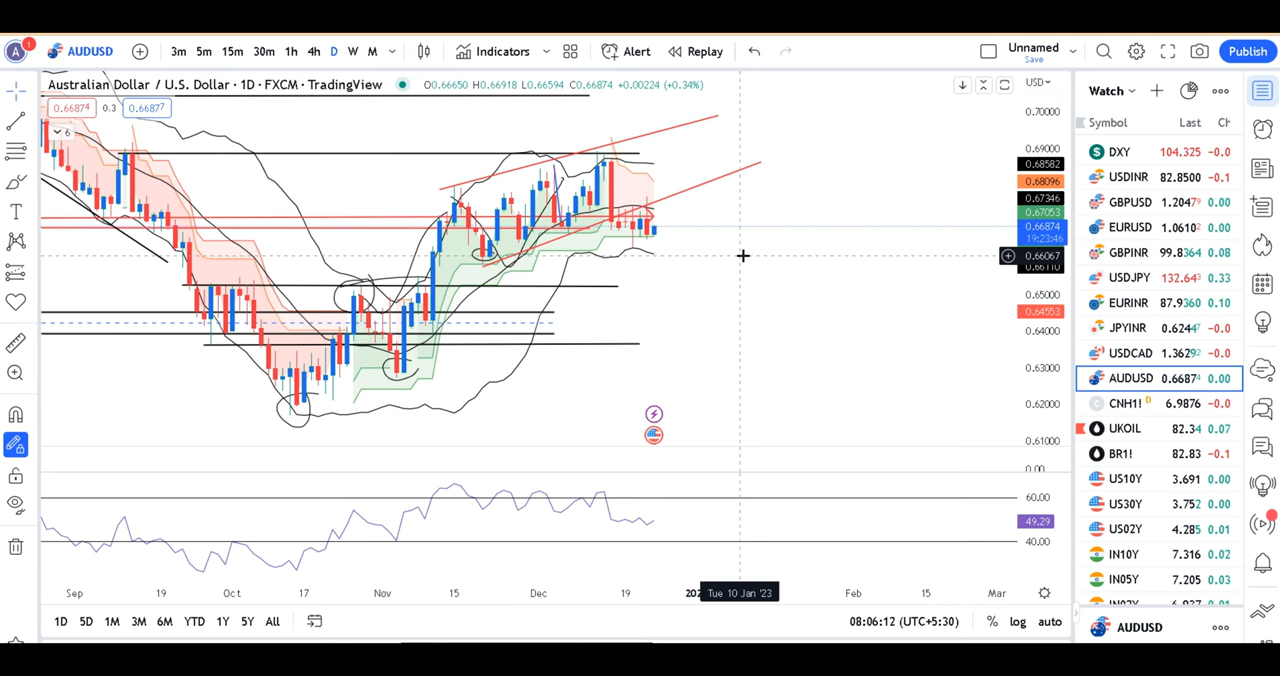 A 1 AUDUSD 3m 5m 15m 30m 1h 4h D W M Indicators Alert Replay Unnamed Save Publish
Australian Dollar / U.S. Dollar · 1D · FXCM · TradingView O0.66650 H0.66918 L0.66594 C0.66874 +0.00224 (+0.34%) USD
0.66874 0.3 0.66877
6
0.70000
0.69000
0.68582
0.68096
0.67346
0.67053
0.66874
19:23:46
0.66067
0.66110
0.65000
0.64553
0.64000
0.63000
0.62000
0.61000
0.00
60.00
49.29
40.00
Sep 19 Oct 17 Nov 15 Dec 19 Tue 10 Jan '23 Feb 15 Mar
1D 5D 1M 3M 6M YTD 1Y 5Y All 08:06:12 (UTC+5:30) % log auto
Watch
Symbol Last Ch
DXY 104.325 -0.0
USDINR 82.8500 -0.1
GBPUSD 1.20479 0.00
EURUSD 1.06102 0.00
GBPINR 99.8364 0.08
USDJPY 132.643 0.33
EURINR 87.9360 0.10
JPYINR 0.62447 -0.0
USDCAD 1.36292 -0.0
AUDUSD 0.66874 0.00
CNH1! D 6.9876 -0.0
UKOIL 82.34 0.07
BR1! 82.83 -0.1
US10Y 3.691 0.00
US30Y 3.752 0.00
US02Y 4.285 0.01
IN10Y 7.316 0.02
IN05Y 7.205 0.03
AUDUSD